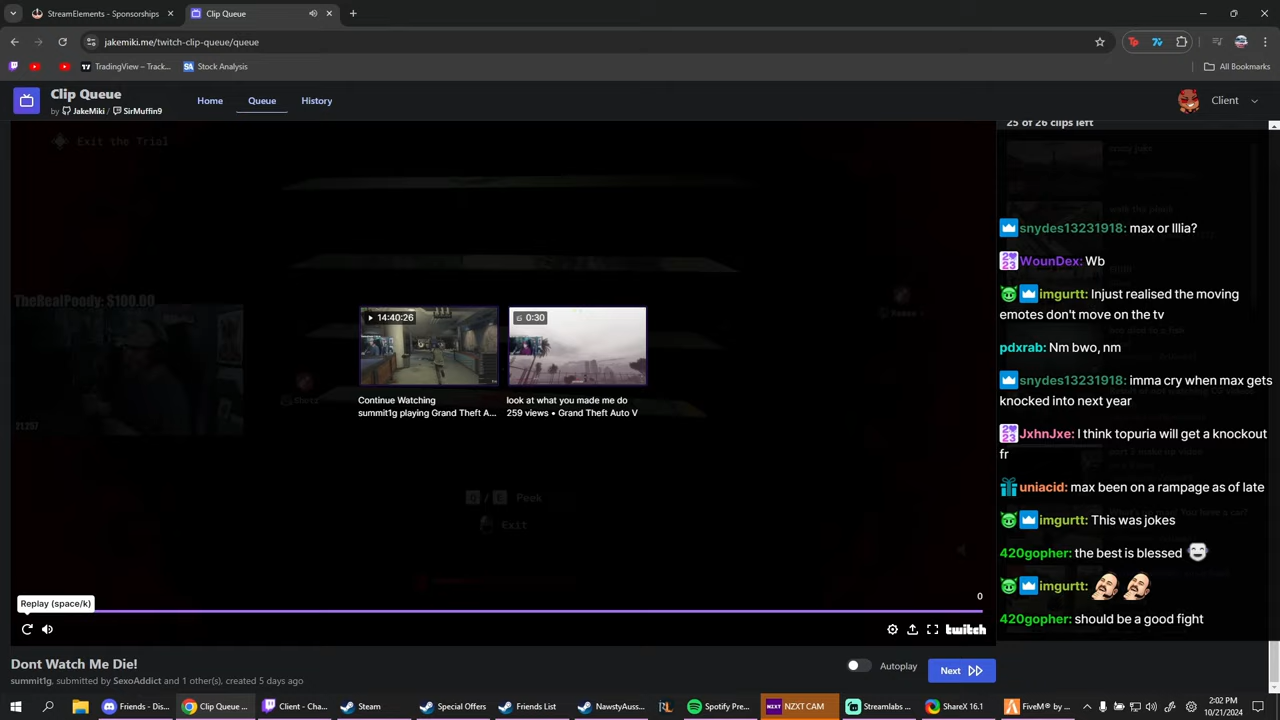 StreamElements - Sponsorships
Clip Queue
jakemiki.me/twitch-clip-queue/queue
TradingView – Track...
Stock Analysis
All Bookmarks
Clip Queue
by JakeMiki / SirMuffin9
Home
Queue
History
Client
25 of 26 clips left
Exit the Trial
TheRealPoody: $100.00
14:40:26
0:30
Continue Watching
summit1g playing Grand Theft A...
look at what you made me do
259 views • Grand Theft Auto V
Q / E Peek
Exit
snydes13231918: max or Illia?
WounDex: Wb
imgurtt: Injust realised the moving
emotes don't move on the tv
pdxrab: Nm bwo, nm
snydes13231918: imma cry when max gets
knocked into next year
JxhnJxe: I think topuria will get a knockout
fr
uniacid: max been on a rampage as of late
imgurtt: This was jokes
420gopher: the best is blessed
imgurtt:
420gopher: should be a good fight
Replay (space/k)
0
twitch
Dont Watch Me Die!
summit1g, submitted by SexoAddict and 1 other(s), created 5 days ago
Autoplay
Next
Friends - Dis...
Clip Queue ...
Client - Cha...
Steam
Special Offers
Friends List
NawstyAuss...
Spotify Pre...
NZXT CAM
Streamlabs ...
ShareX 16.1
FiveM® by ...
2:02 PM
10/21/2024